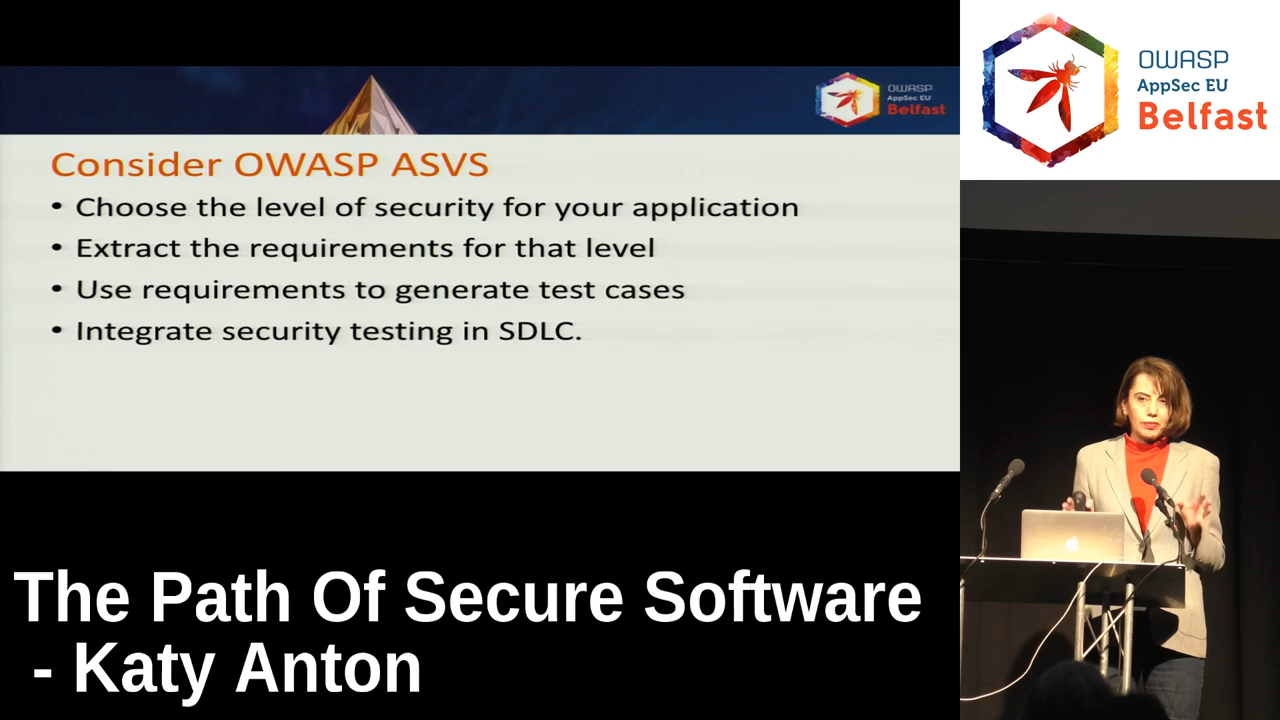 OWASP
AppSec EU
Belfast
Consider OWASP ASVS
• Choose the level of security for your application
• Extract the requirements for that level
• Use requirements to generate test cases
• Integrate security testing in SDLC.
The Path Of Secure Software
- Katy Anton
OWASP
AppSec EU
Belfast